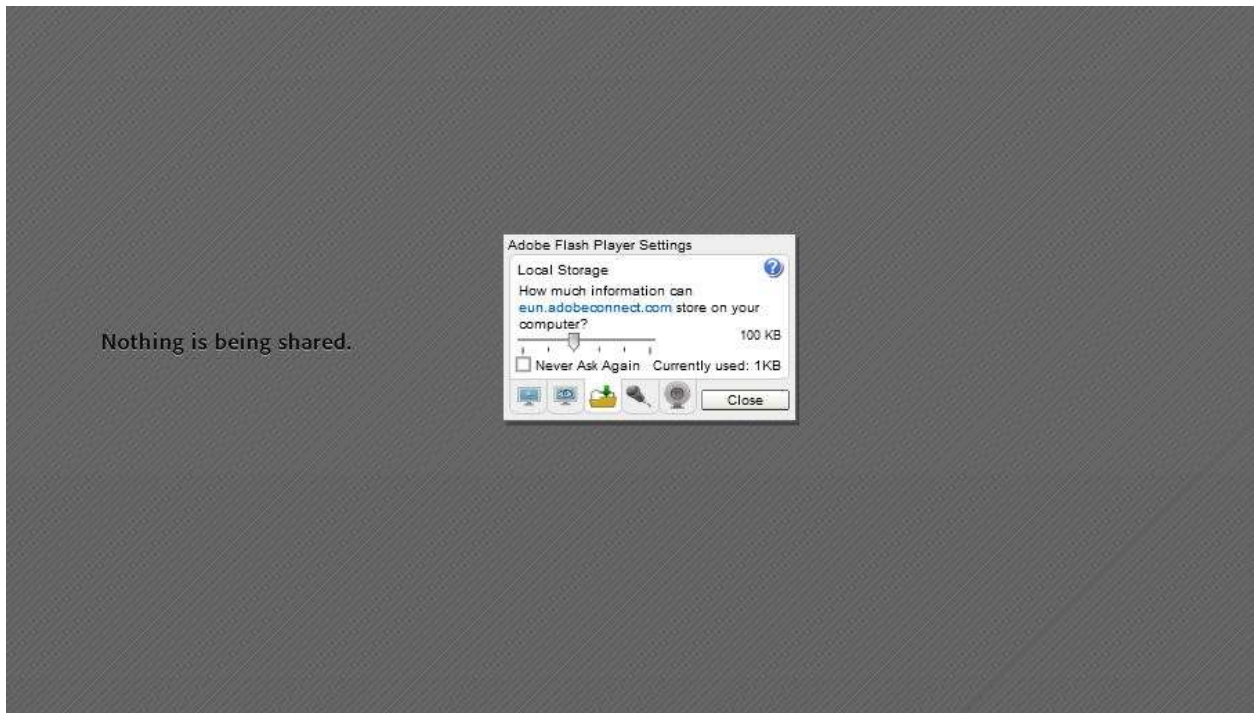 Adobe Flash Player Settings
Local Storage
How much information can
eun.adobeconnect.com store on your
computer?
100 KB
Never Ask Again Currently used: 1KB
Close
Nothing is being shared.